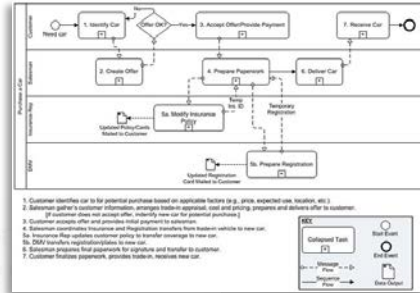 Purchase a Car
Customer
Need car
1. Identify Car
No
Offer OK?
Yes
3. Accept Offer/Provide Payment
7. Receive Car
Salesman
2. Create Offer
4. Prepare Paperwork
6. Deliver Car
Insurance Rep
5a. Modify Insurance
Policy
Temp
Ins. ID
Temporary
Registration
Updated Policy/Cards
Mailed to Customer
DMV
5b. Prepare Registration
Updated Registration
Card Mailed to Customer
1. Customer identifies car to for potential purchase based on applicable factors (e.g., price, expected use, location, etc.)
2. Salesman gather's customer information, arranges trade-in appraisal, cost and pricing; prepares and delivers offer to customer.
[If customer does not accept offer, identify new car for potential purchase.]
3. Customer accepts offer and provides initial payment to salesman.
4. Salesman coordinates Insurance and Registration transfers from trade-in vehicle to new car.
5a. Insurance Rep updates customer policy to transfer coverage to new car.
5b. DMV transfers registration/plates to new car.
6. Salesman prepares final paperwork for signature and transfer to customer.
7. Customer finalizes paperwork, provides trade-in, receives new car.
KEY
Collapsed Task
Start Event
End Event
Message
Flow
Sequence
Flow
Data Output